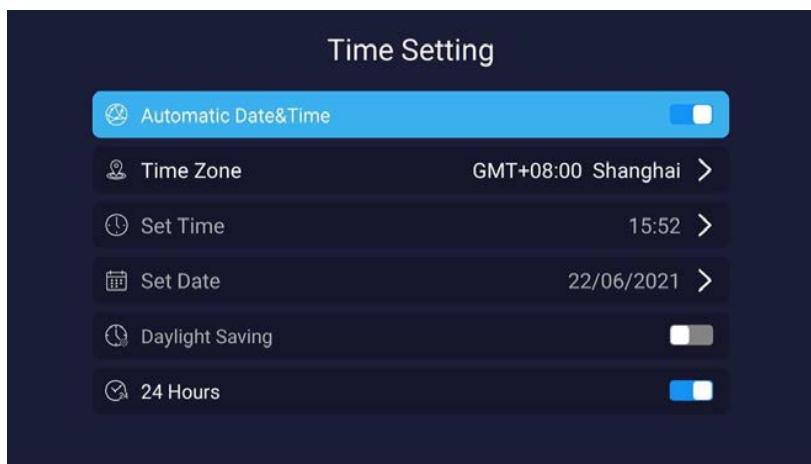 Time Setting
Automatic Date&Time
Time Zone GMT+08:00 Shanghai
Set Time 15:52
Set Date 22/06/2021
Daylight Saving
24 Hours